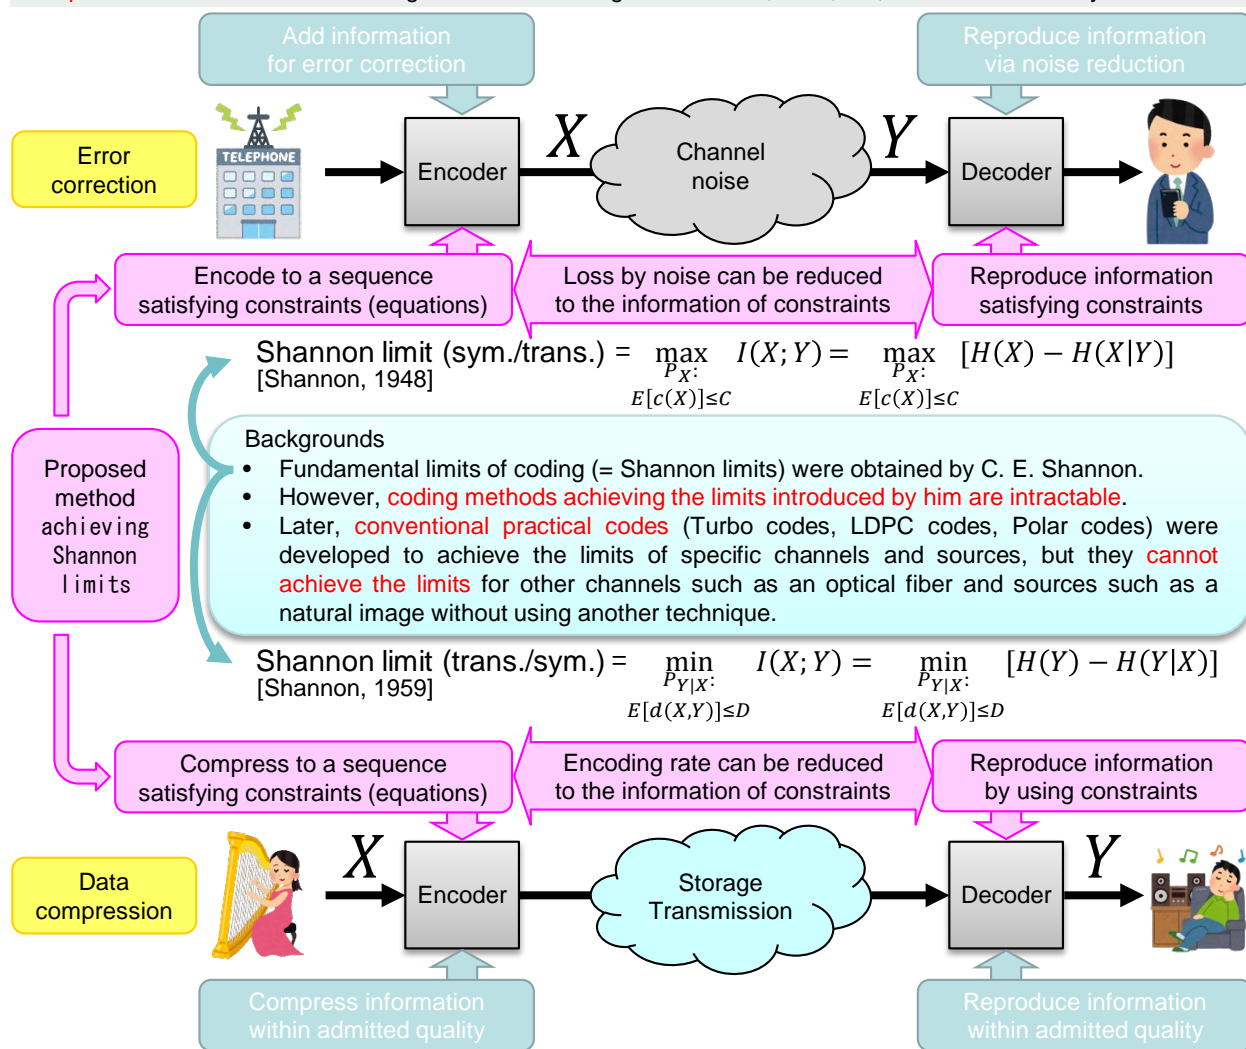 Add information
for error correction
Reproduce information
via noise reduction
Error
correction
TELEPHONE
Encoder
X
Channel
noise
Y
Decoder
Encode to a sequence
satisfying constraints (equations)
Loss by noise can be reduced
to the information of constraints
Reproduce information
satisfying constraints
Shannon limit (sym./trans.) = max I(X;Y) = max [H(X) − H(X|Y)]
P_X: P_X:
[Shannon, 1948]
E[c(X)]≤C E[c(X)]≤C
Proposed
method
achieving
Shannon
limits
Backgrounds
• Fundamental limits of coding (= Shannon limits) were obtained by C. E. Shannon.
• However, coding methods achieving the limits introduced by him are intractable.
• Later, conventional practical codes (Turbo codes, LDPC codes, Polar codes) were
developed to achieve the limits of specific channels and sources, but they cannot
achieve the limits for other channels such as an optical fiber and sources such as a
natural image without using another technique.
Shannon limit (trans./sym.) = min I(X;Y) = min [H(Y) − H(Y|X)]
P_{Y|X}: P_{Y|X}:
[Shannon, 1959]
E[d(X,Y)]≤D E[d(X,Y)]≤D
Compress to a sequence
satisfying constraints (equations)
Encoding rate can be reduced
to the information of constraints
Reproduce information
by using constraints
Data
compression
X
Encoder
Storage
Transmission
Decoder
Y
Compress information
within admitted quality
Reproduce information
within admitted quality